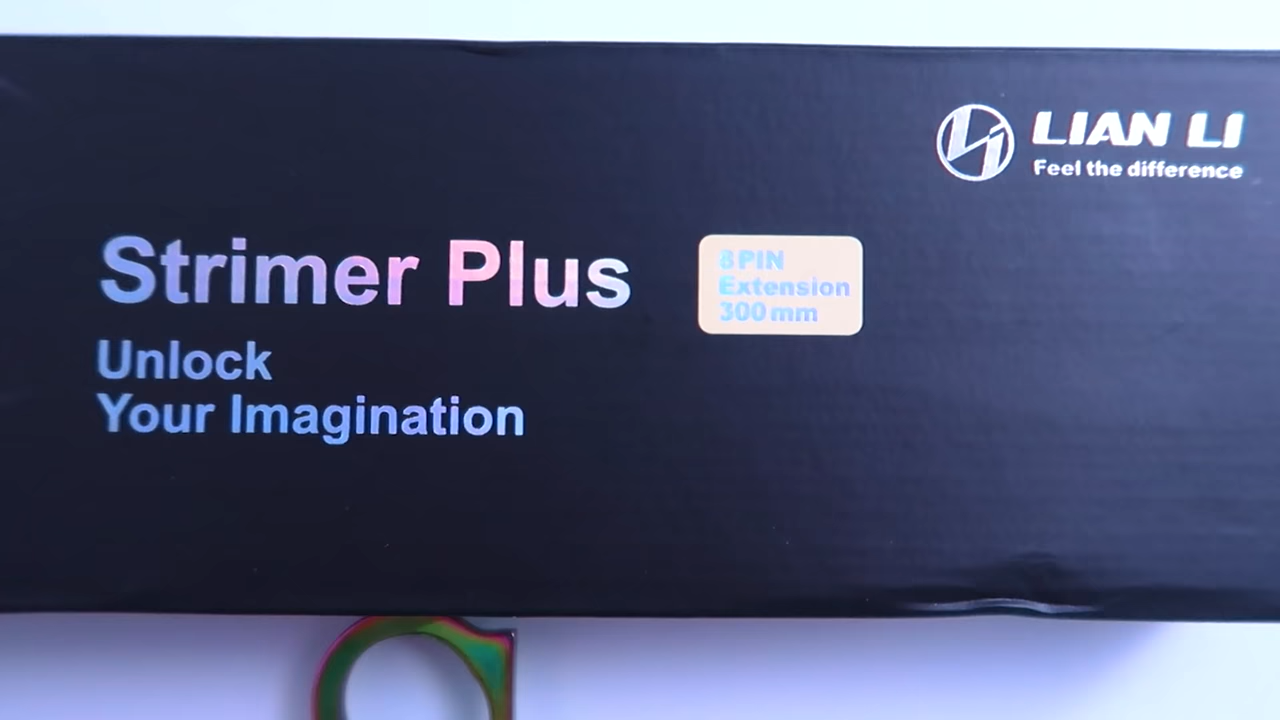 LIAN LI
Feel the difference
Strimer Plus
8 PIN
Extension
300 mm
Unlock
Your Imagination